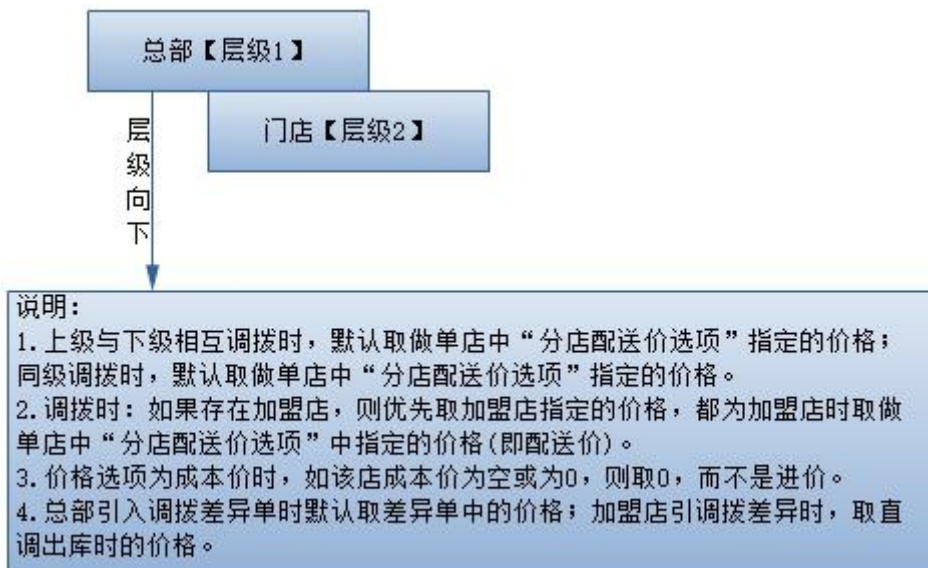 总部【层级1】
门店【层级2】
层级向下
说明：
1.上级与下级相互调拨时，默认取做单店中“分店配送价选项”指定的价格；
同级调拨时，默认取做单店中“分店配送价选项”指定的价格。
2.调拨时：如果存在加盟店，则优先取加盟店指定的价格，都为加盟店时取做
单店中“分店配送价选项”中指定的价格(即配送价)。
3.价格选项为成本价时，如该店成本价为空或为0，则取0，而不是进价。
4.总部引入调拨差异单时默认取差异单中的价格；加盟店引调拨差异时，取直
调出库时的价格。